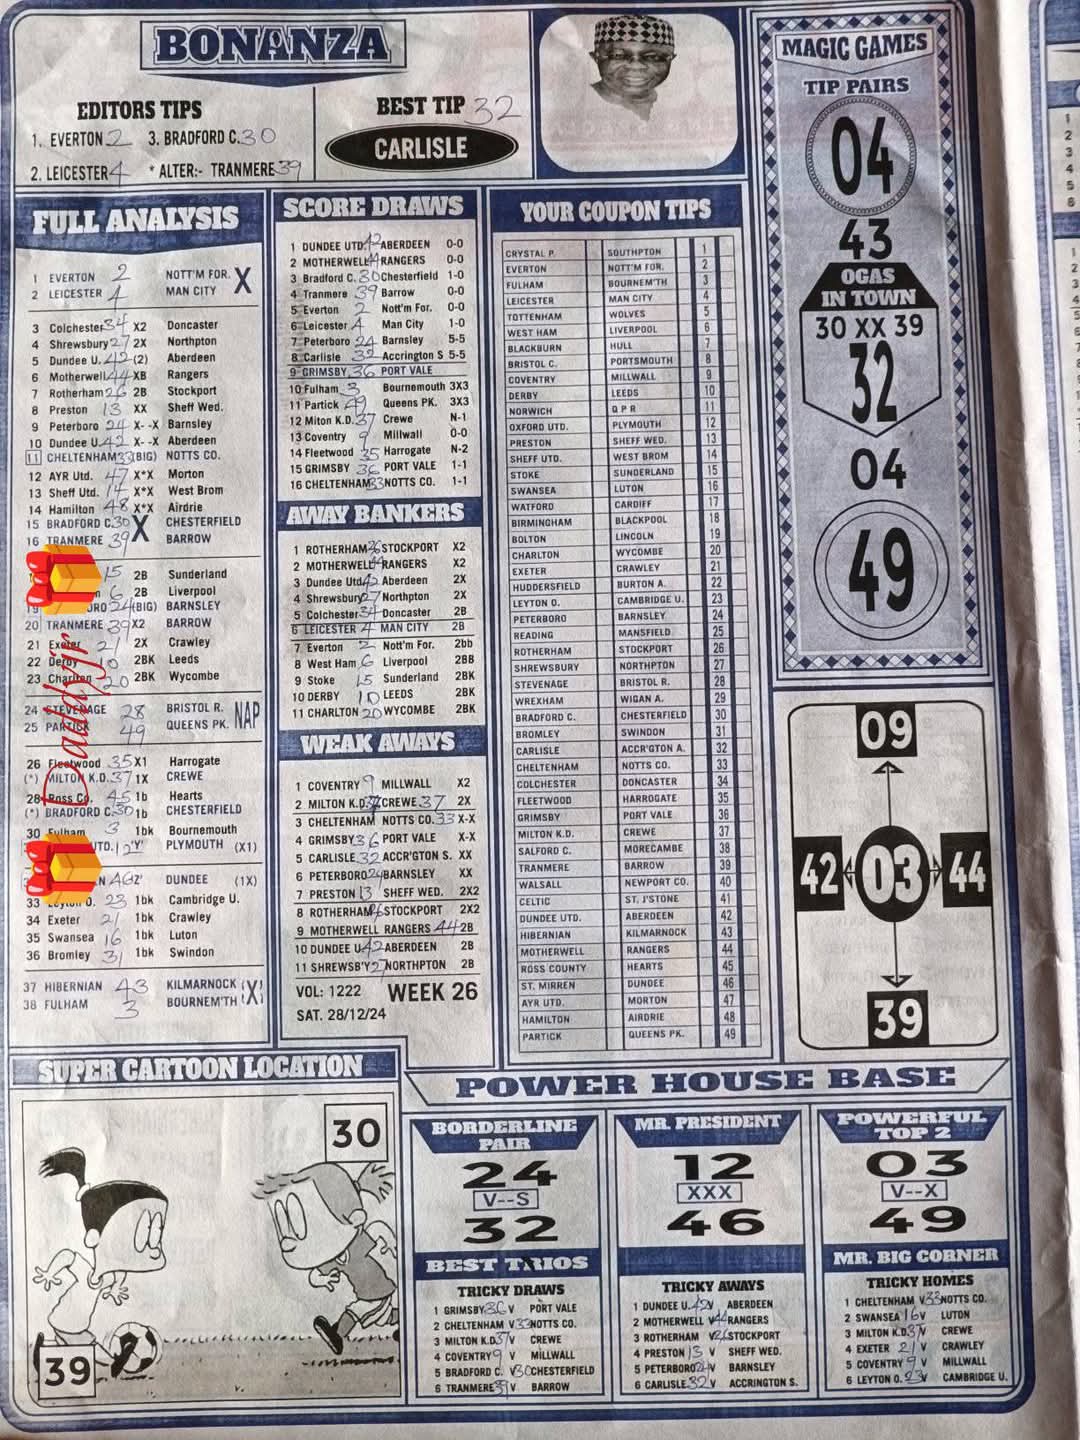 BONANZA
EDITORS TIPS
1. EVERTON 2 3. BRADFORD C. 30
2. LEICESTER 4 * ALTER:- TRANMERE 39
BEST TIP 32
CARLISLE
FULL ANALYSIS
1 EVERTON 2 NOTT'M FOR. X
2 LEICESTER 4 MAN CITY
3 Colchester 34 X2 Doncaster
4 Shrewsbury 27 2X Northpton
5 Dundee U. 42 (2) Aberdeen
6 Motherwell 44 XB Rangers
7 Rotherham 26 2B Stockport
8 Preston 13 XX Sheff Wed.
9 Peterboro 24 X- -X Barnsley
10 Dundee U. 42 X- -X Aberdeen
11 CHELTENHAM 33 (BIG) NOTTS CO.
12 AYR Utd. 47 X*X Morton
13 Sheff Utd. 14 X*X West Brom
14 Hamilton 48 X*X Airdrie
15 BRADFORD C. 30 X CHESTERFIELD
16 TRANMERE 39 BARROW
15 2B Sunderland
6 2B Liverpool
19 24 (BIG) BARNSLEY
20 TRANMERE 39 X2 BARROW
21 Exeter 21 2X Crawley
22 Derby 10 2BK Leeds
23 Charlton 20 2BK Wycombe
24 STEVENAGE 28 BRISTOL R. NAP
25 PARTICK 49 QUEENS PK.
26 Fleetwood 35 X1 Harrogate
(*) MILTON K.D. 37 1X CREWE
28 Ross Co. 45 1b Hearts
(*) BRADFORD C. 30 1b CHESTERFIELD
30 Fulham 3 1bk Bournemouth
UTD. 12 'Y' PLYMOUTH (X1)
DUNDEE (1X)
33 Leyton O. 23 1bk Cambridge U.
34 Exeter 21 1bk Crawley
35 Swansea 16 1bk Luton
36 Bromley 31 1bk Swindon
37 HIBERNIAN 43 KILMARNOCK X
38 FULHAM 3 BOURNEM'TH
Daddyjr
SCORE DRAWS
1 DUNDEE UTD. 42 ABERDEEN 0-0
2 MOTHERWELL 44 RANGERS 0-0
3 Bradford C. 30 Chesterfield 1-0
4 Tranmere 39 Barrow 0-0
5 Everton 2 Nott'm For. 0-0
6 Leicester 4 Man City 1-0
7 Peterboro 24 Barnsley 5-5
8 Carlisle 32 Accrington S 5-5
9 GRIMSBY 36 PORT VALE
10 Fulham 3 Bournemouth 3X3
11 Partick 49 Queens PK. 3X3
12 Miton K.D. 37 Crewe N-1
13 Coventry 9 Millwall 0-0
14 Fleetwood 35 Harrogate N-2
15 GRIMSBY 36 PORT VALE 1-1
16 CHELTENHAM 33 NOTTS CO. 1-1
AWAY BANKERS
1 ROTHERHAM 26 STOCKPORT X2
2 MOTHERWELL 44 RANGERS X2
3 Dundee Utd. 42 Aberdeen 2X
4 Shrewsbury 27 Northpton 2X
5 Colchester 34 Doncaster 2B
6 LEICESTER 4 MAN CITY 2B
7 Everton 2 Nott'm For. 2bb
8 West Ham 6 Liverpool 2BB
9 Stoke 15 Sunderland 2BK
10 DERBY 10 LEEDS 2BK
11 CHARLTON 20 WYCOMBE 2BK
WEAK AWAYS
1 COVENTRY 9 MILLWALL X2
2 MILTON K.D. 37 CREWE 37 2X
3 CHELTENHAM NOTTS CO. 33 X-X
4 GRIMSBY 36 PORT VALE X-X
5 CARLISLE 32 ACCR'GTON S. XX
6 PETERBORO 24 BARNSLEY XX
7 PRESTON 13 SHEFF WED. 2X2
8 ROTHERHAM 26 STOCKPORT 2X2
9 MOTHERWELL RANGERS 44 2B
10 DUNDEE U. 42 ABERDEEN 2B
11 SHREWSB'Y 27 NORTHPTON 2B
VOL: 1222 WEEK 26
SAT. 28/12/24
YOUR COUPON TIPS
CRYSTAL P. SOUTHPTON 1
EVERTON NOTT'M FOR. 2
FULHAM BOURNEM'TH 3
LEICESTER MAN CITY 4
TOTTENHAM WOLVES 5
WEST HAM LIVERPOOL 6
BLACKBURN HULL 7
BRISTOL C. PORTSMOUTH 8
COVENTRY MILLWALL 9
DERBY LEEDS 10
NORWICH Q P R 11
OXFORD UTD. PLYMOUTH 12
PRESTON SHEFF WED. 13
SHEFF UTD. WEST BROM 14
STOKE SUNDERLAND 15
SWANSEA LUTON 16
WATFORD CARDIFF 17
BIRMINGHAM BLACKPOOL 18
BOLTON LINCOLN 19
CHARLTON WYCOMBE 20
EXETER CRAWLEY 21
HUDDERSFIELD BURTON A. 22
LEYTON O. CAMBRIDGE U. 23
PETERBORO BARNSLEY 24
READING MANSFIELD 25
ROTHERHAM STOCKPORT 26
SHREWSBURY NORTHPTON 27
STEVENAGE BRISTOL R. 28
WREXHAM WIGAN A. 29
BRADFORD C. CHESTERFIELD 30
BROMLEY SWINDON 31
CARLISLE ACCR'GTON A. 32
CHELTENHAM NOTTS CO. 33
COLCHESTER DONCASTER 34
FLEETWOOD HARROGATE 35
GRIMSBY PORT VALE 36
MILTON K.D. CREWE 37
SALFORD C. MORECAMBE 38
TRANMERE BARROW 39
WALSALL NEWPORT CO. 40
CELTIC ST. J'STONE 41
DUNDEE UTD. ABERDEEN 42
HIBERNIAN KILMARNOCK 43
MOTHERWELL RANGERS 44
ROSS COUNTY HEARTS 45
ST. MIRREN DUNDEE 46
AYR UTD. MORTON 47
HAMILTON AIRDRIE 48
PARTICK QUEENS PK. 49
MAGIC GAMES
TIP PAIRS
04
43
OGAS
IN TOWN
30 XX 39
32
04
49
09
42 03 44
39
SUPER CARTOON LOCATION
30
39
POWER HOUSE BASE
BORDERLINE
PAIR
24
V--S
32
MR. PRESIDENT
12
XXX
46
POWERFUL
TOP 2
03
V--X
49
BEST TRIOS
TRICKY DRAWS
1 GRIMSBY 36 V PORT VALE
2 CHELTENHAM V 33 NOTTS CO.
3 MILTON K.D. 37 V CREWE
4 COVENTRY 9 V MILLWALL
5 BRADFORD C. V 30 CHESTERFIELD
6 TRANMERE 39 V BARROW
TRICKY AWAYS
1 DUNDEE U. 42 V ABERDEEN
2 MOTHERWELL V 44 RANGERS
3 ROTHERHAM V 26 STOCKPORT
4 PRESTON 13 V SHEFF WED.
5 PETERBORO 24 V BARNSLEY
6 CARLISLE 32 V ACCRINGTON S.
MR. BIG CORNER
TRICKY HOMES
1 CHELTENHAM V 33 NOTTS CO.
2 SWANSEA 16 V LUTON
3 MILTON K.D. 37 V CREWE
4 EXETER 21 V CRAWLEY
5 COVENTRY 9 V MILLWALL
6 LEYTON O. 23 V CAMBRIDGE U.